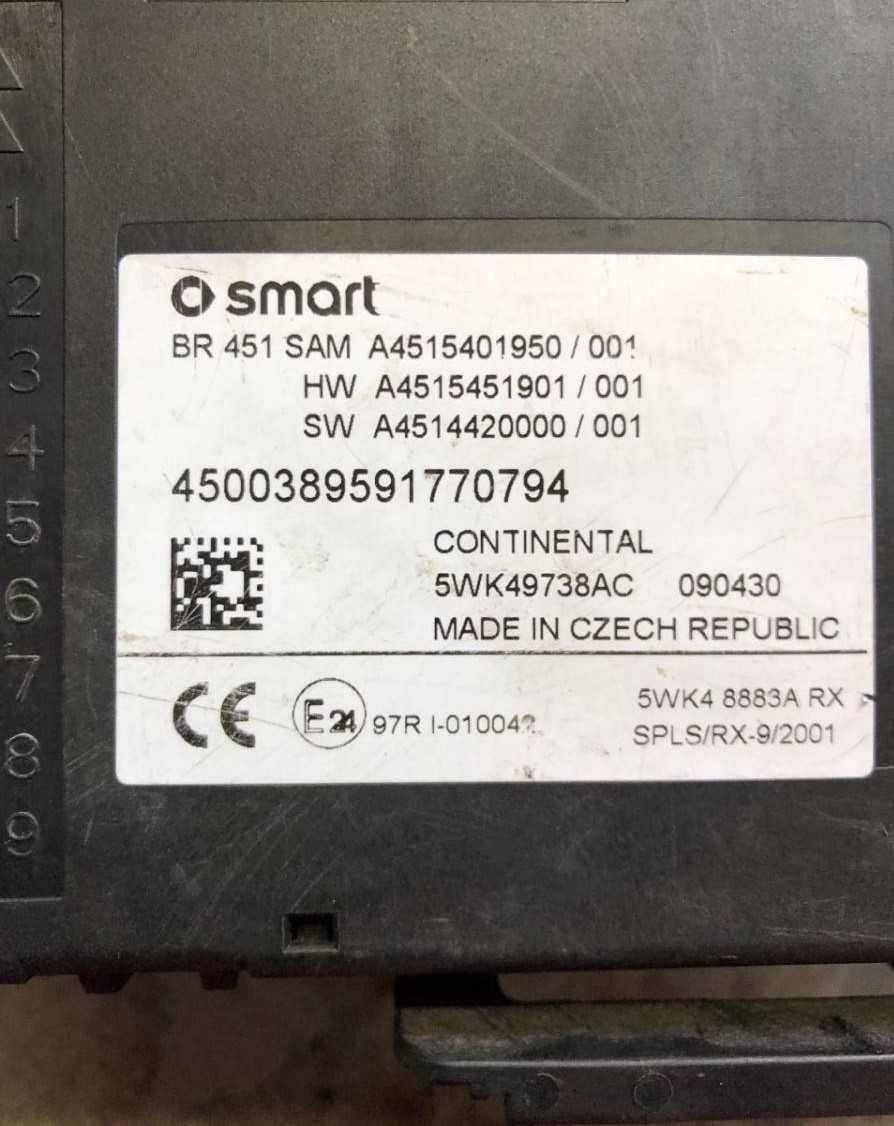 smart
BR 451 SAM A4515401950 / 001
HW A4515451901 / 001
SW A4514420000 / 001
4500389591770794
CONTINENTAL
5WK49738AC 090430
MADE IN CZECH REPUBLIC
CE
E24 97R I-010042
5WK4 8883A RX
SPLS/RX-9/2001
1
2
3
4
5
6
7
8
9